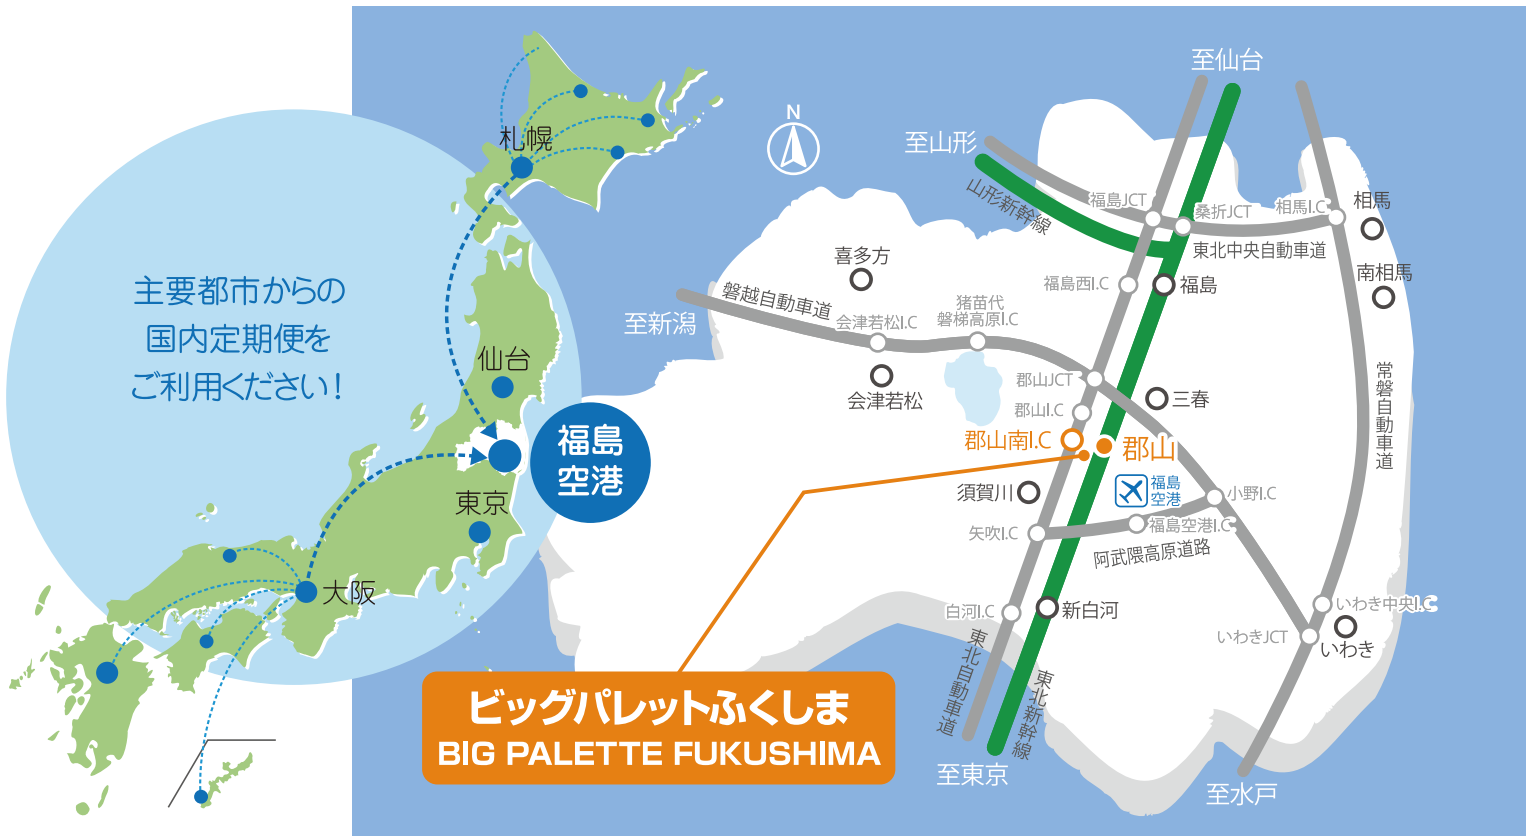 札幌
主要都市からの
国内定期便を
ご利用ください!
仙台
福島
空港
東京
大阪
N
至仙台
至山形
山形新幹線
福島JCT
桑折JCT
相馬I.C
相馬
東北中央自動車道
喜多方
南相馬
福島西I.C
福島
磐越自動車道
至新潟
会津若松I.C
猪苗代
磐梯高原I.C
会津若松
郡山JCT
郡山I.C
三春
常磐自動車道
郡山南I.C
郡山
福島
空港
須賀川
小野I.C
矢吹I.C
福島空港I.C
阿武隈高原道路
白河I.C
新白河
いわき中央I.C
いわきJCT
いわき
東北自動車道
東北新幹線
ビッグパレットふくしま
BIG PALETTE FUKUSHIMA
至東京
至水戸